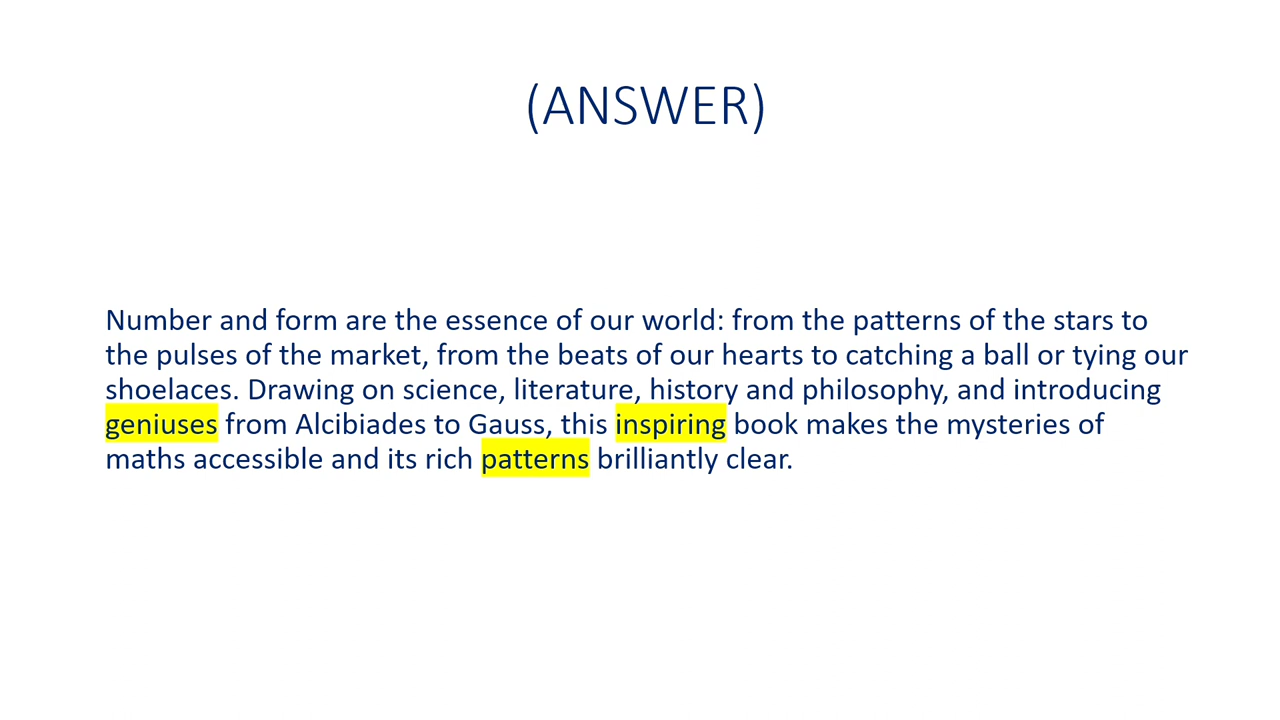 (ANSWER)
Number and form are the essence of our world: from the patterns of the stars to
the pulses of the market, from the beats of our hearts to catching a ball or tying our
shoelaces. Drawing on science, literature, history and philosophy, and introducing
geniuses from Alcibiades to Gauss, this inspiring book makes the mysteries of
maths accessible and its rich patterns brilliantly clear.